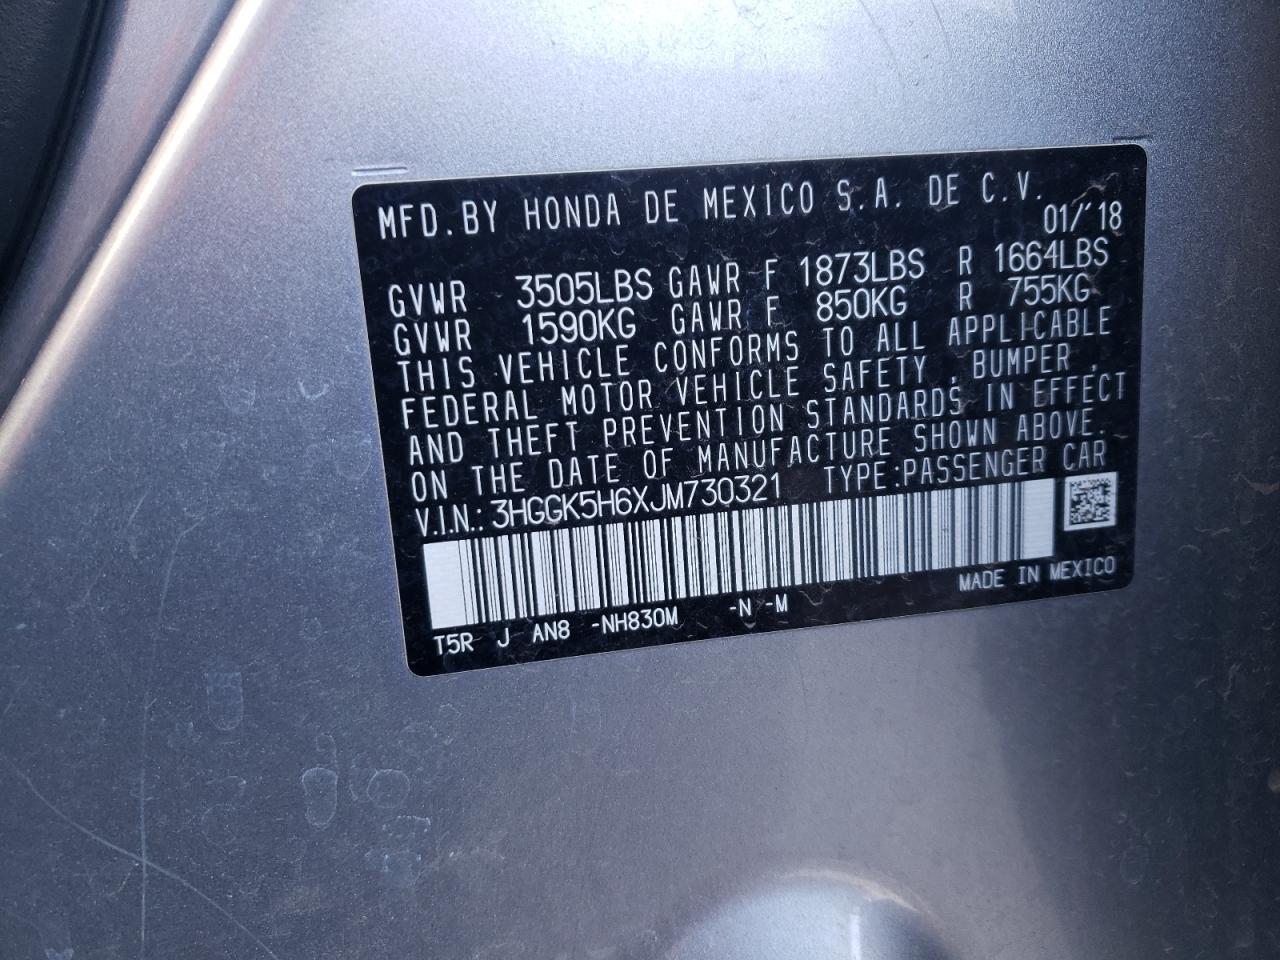 MFD.BY HONDA DE MEXICO S.A. DE C.V.
01/'18
GVWR 3505LBS GAWR F 1873LBS R 1664LBS
GVWR 1590KG GAWR F 850KG R 755KG
THIS VEHICLE CONFORMS TO ALL APPLICABLE
FEDERAL MOTOR VEHICLE SAFETY, BUMPER,
AND THEFT PREVENTION STANDARDS IN EFFECT
ON THE DATE OF MANUFACTURE SHOWN ABOVE.
V.I.N.: 3HGGK5H6XJM730321 TYPE:PASSENGER CAR
MADE IN MEXICO
T5R J AN8 -NH830M -N -M